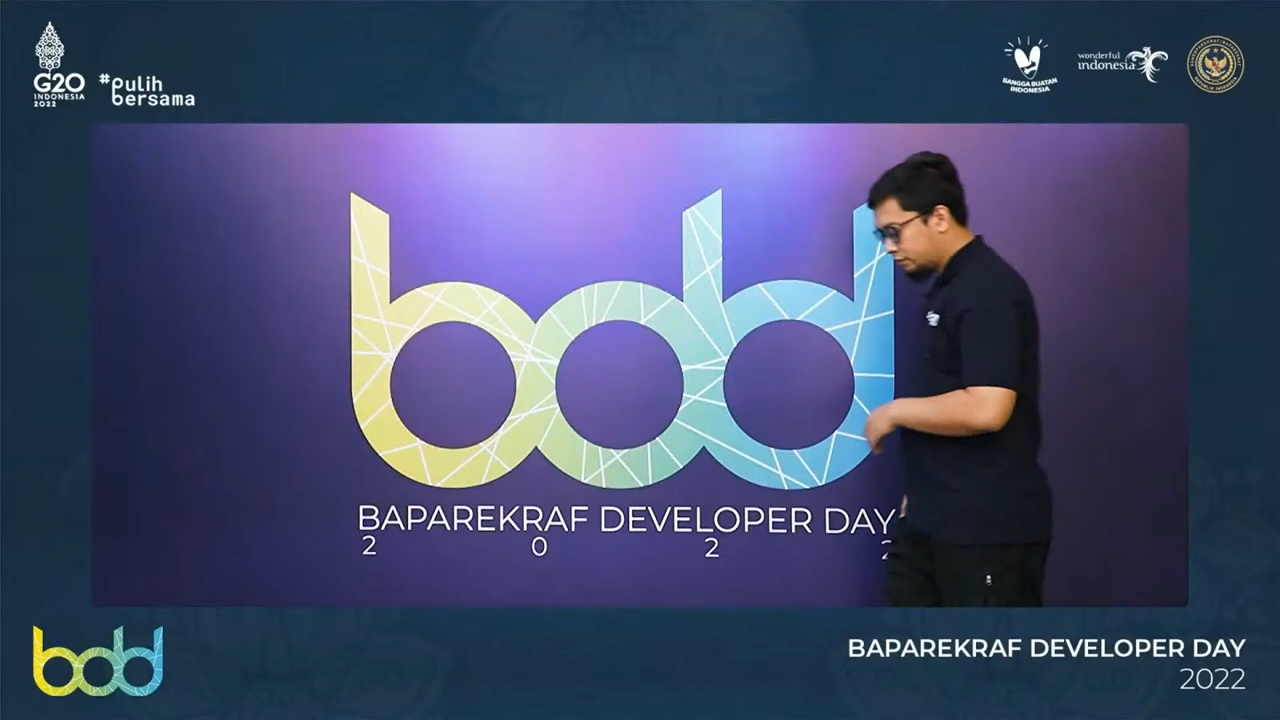 G20
INDONESIA
2022
#pulih
bersama
BANGGA BUATAN
INDONESIA
wonderful
indonesia
bdd
BAPAREKRAF DEVELOPER DAY
2 0 2 2
bdd
BAPAREKRAF DEVELOPER DAY
2022